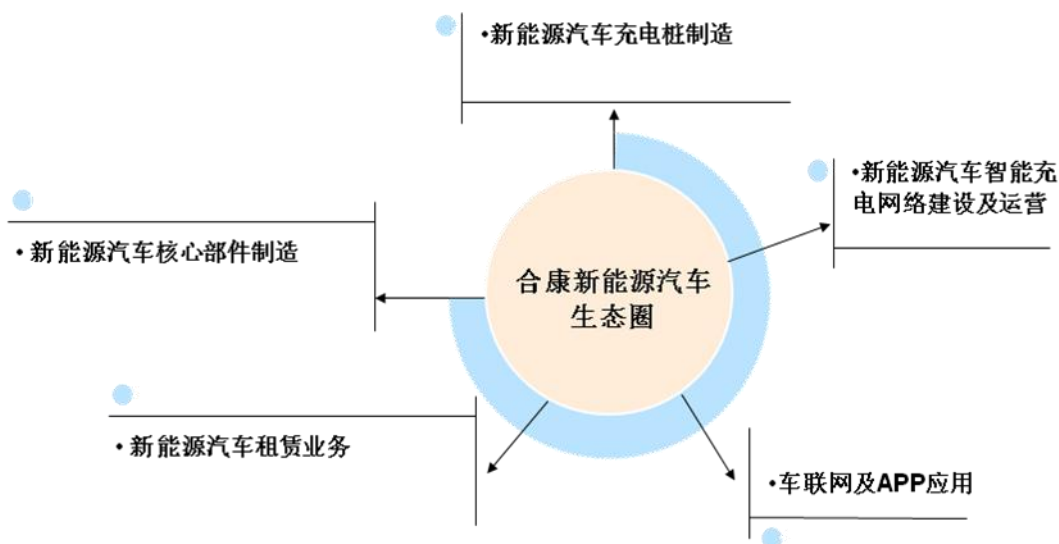 •新能源汽车充电桩制造
•新能源汽车智能充
电网络建设及运营
•新能源汽车核心部件制造
合康新能源汽车
生态圈
•新能源汽车租赁业务
•车联网及APP应用